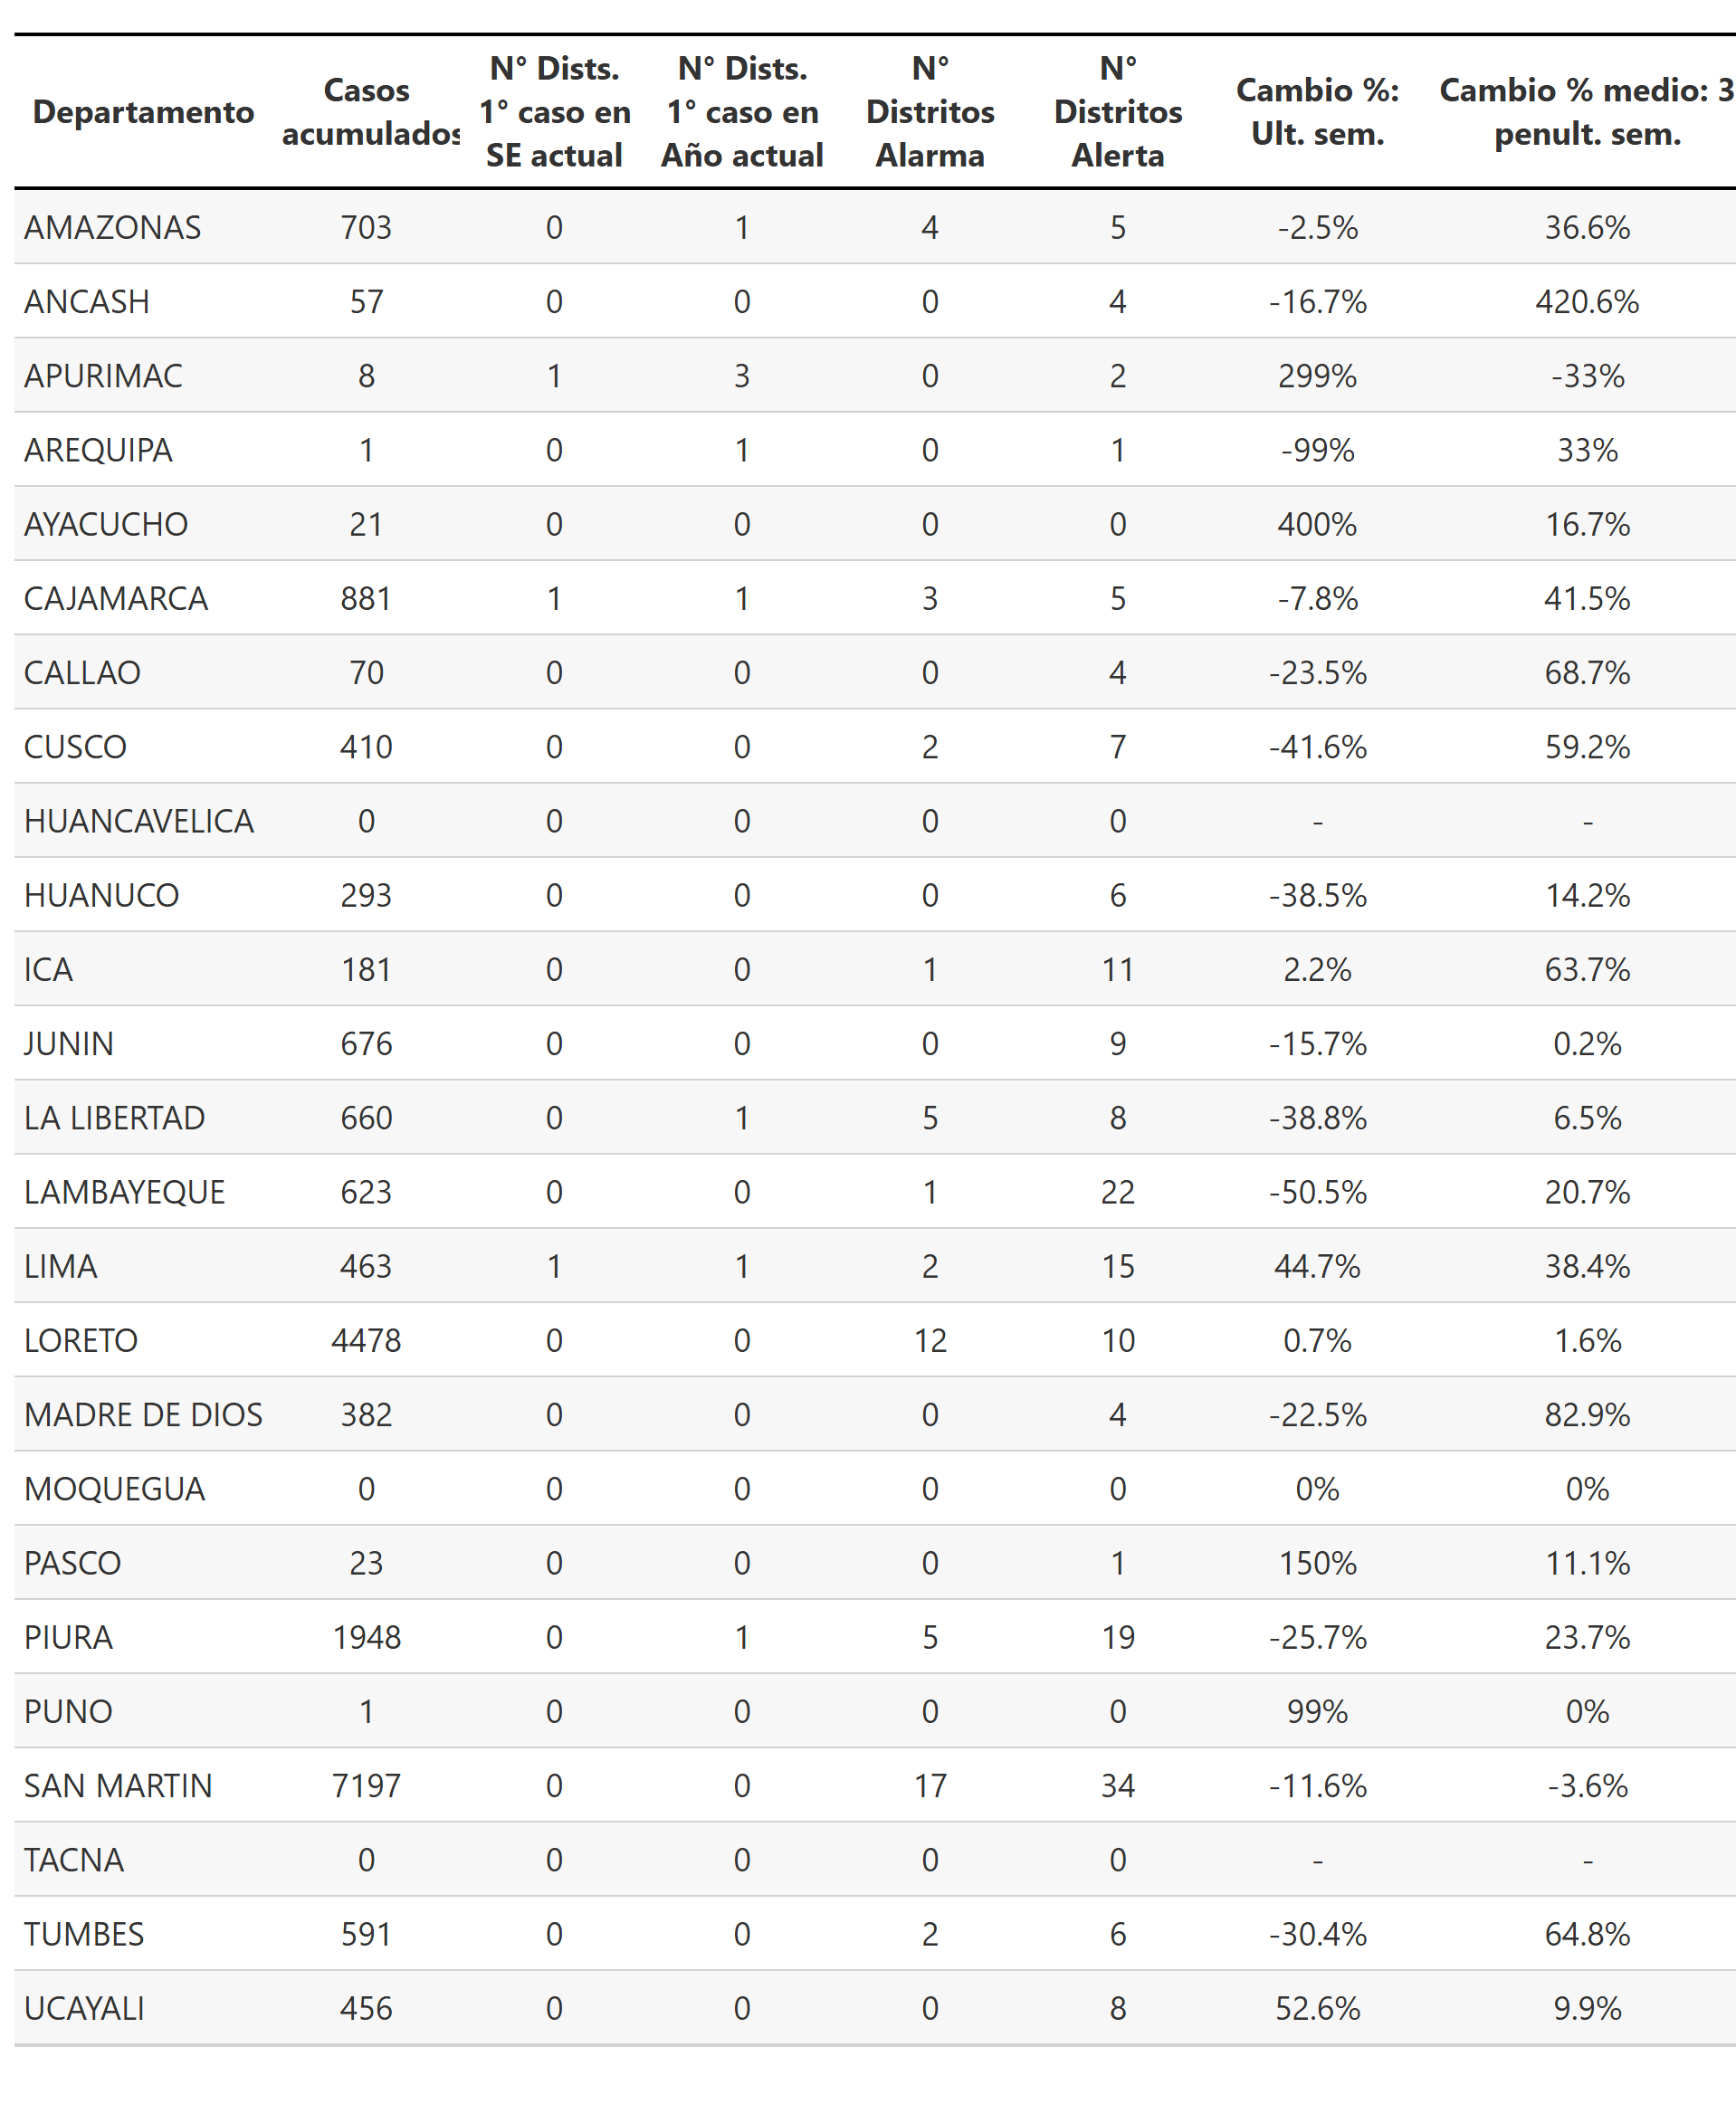 Departamento Casos acumulados N° Dists. 1° caso en SE actual N° Dists. 1° caso en Año actual N° Distritos Alarma N° Distritos Alerta Cambio %: Ult. sem. Cambio % medio: 3 penult. sem.
AMAZONAS 703 0 1 4 5 -2.5% 36.6%
ANCASH 57 0 0 0 4 -16.7% 420.6%
APURIMAC 8 1 3 0 2 299% -33%
AREQUIPA 1 0 1 0 1 -99% 33%
AYACUCHO 21 0 0 0 0 400% 16.7%
CAJAMARCA 881 1 1 3 5 -7.8% 41.5%
CALLAO 70 0 0 0 4 -23.5% 68.7%
CUSCO 410 0 0 2 7 -41.6% 59.2%
HUANCAVELICA 0 0 0 0 0 - -
HUANUCO 293 0 0 0 6 -38.5% 14.2%
ICA 181 0 0 1 11 2.2% 63.7%
JUNIN 676 0 0 0 9 -15.7% 0.2%
LA LIBERTAD 660 0 1 5 8 -38.8% 6.5%
LAMBAYEQUE 623 0 0 1 22 -50.5% 20.7%
LIMA 463 1 1 2 15 44.7% 38.4%
LORETO 4478 0 0 12 10 0.7% 1.6%
MADRE DE DIOS 382 0 0 0 4 -22.5% 82.9%
MOQUEGUA 0 0 0 0 0 0% 0%
PASCO 23 0 0 0 1 150% 11.1%
PIURA 1948 0 1 5 19 -25.7% 23.7%
PUNO 1 0 0 0 0 99% 0%
SAN MARTIN 7197 0 0 17 34 -11.6% -3.6%
TACNA 0 0 0 0 0 - -
TUMBES 591 0 0 2 6 -30.4% 64.8%
UCAYALI 456 0 0 0 8 52.6% 9.9%